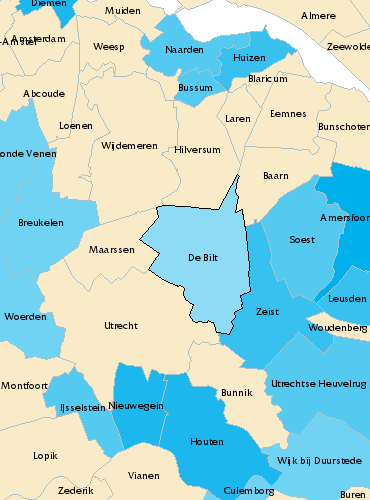 Diemen
Muiden
Almere
Amsterdam
-Amstel
Weesp
Naarden
Huizen
Zeewolde
Blaricum
Bussum
Abcoude
Laren
Eemnes
Bunschoten
Loenen
Wijdemeren
Hilversum
onde Venen
Baarn
Amersfoor
Breukelen
Soest
Maarssen
De Bilt
Leusden
Zeist
Woerden
Utrecht
Woudenberg
Montfoort
Bunnik
Utrechtse Heuvelrug
IJsselstein
Nieuwegein
Houten
Lopik
Wijk bij Duurstede
Vianen
Zederik
Culemborg
Buren